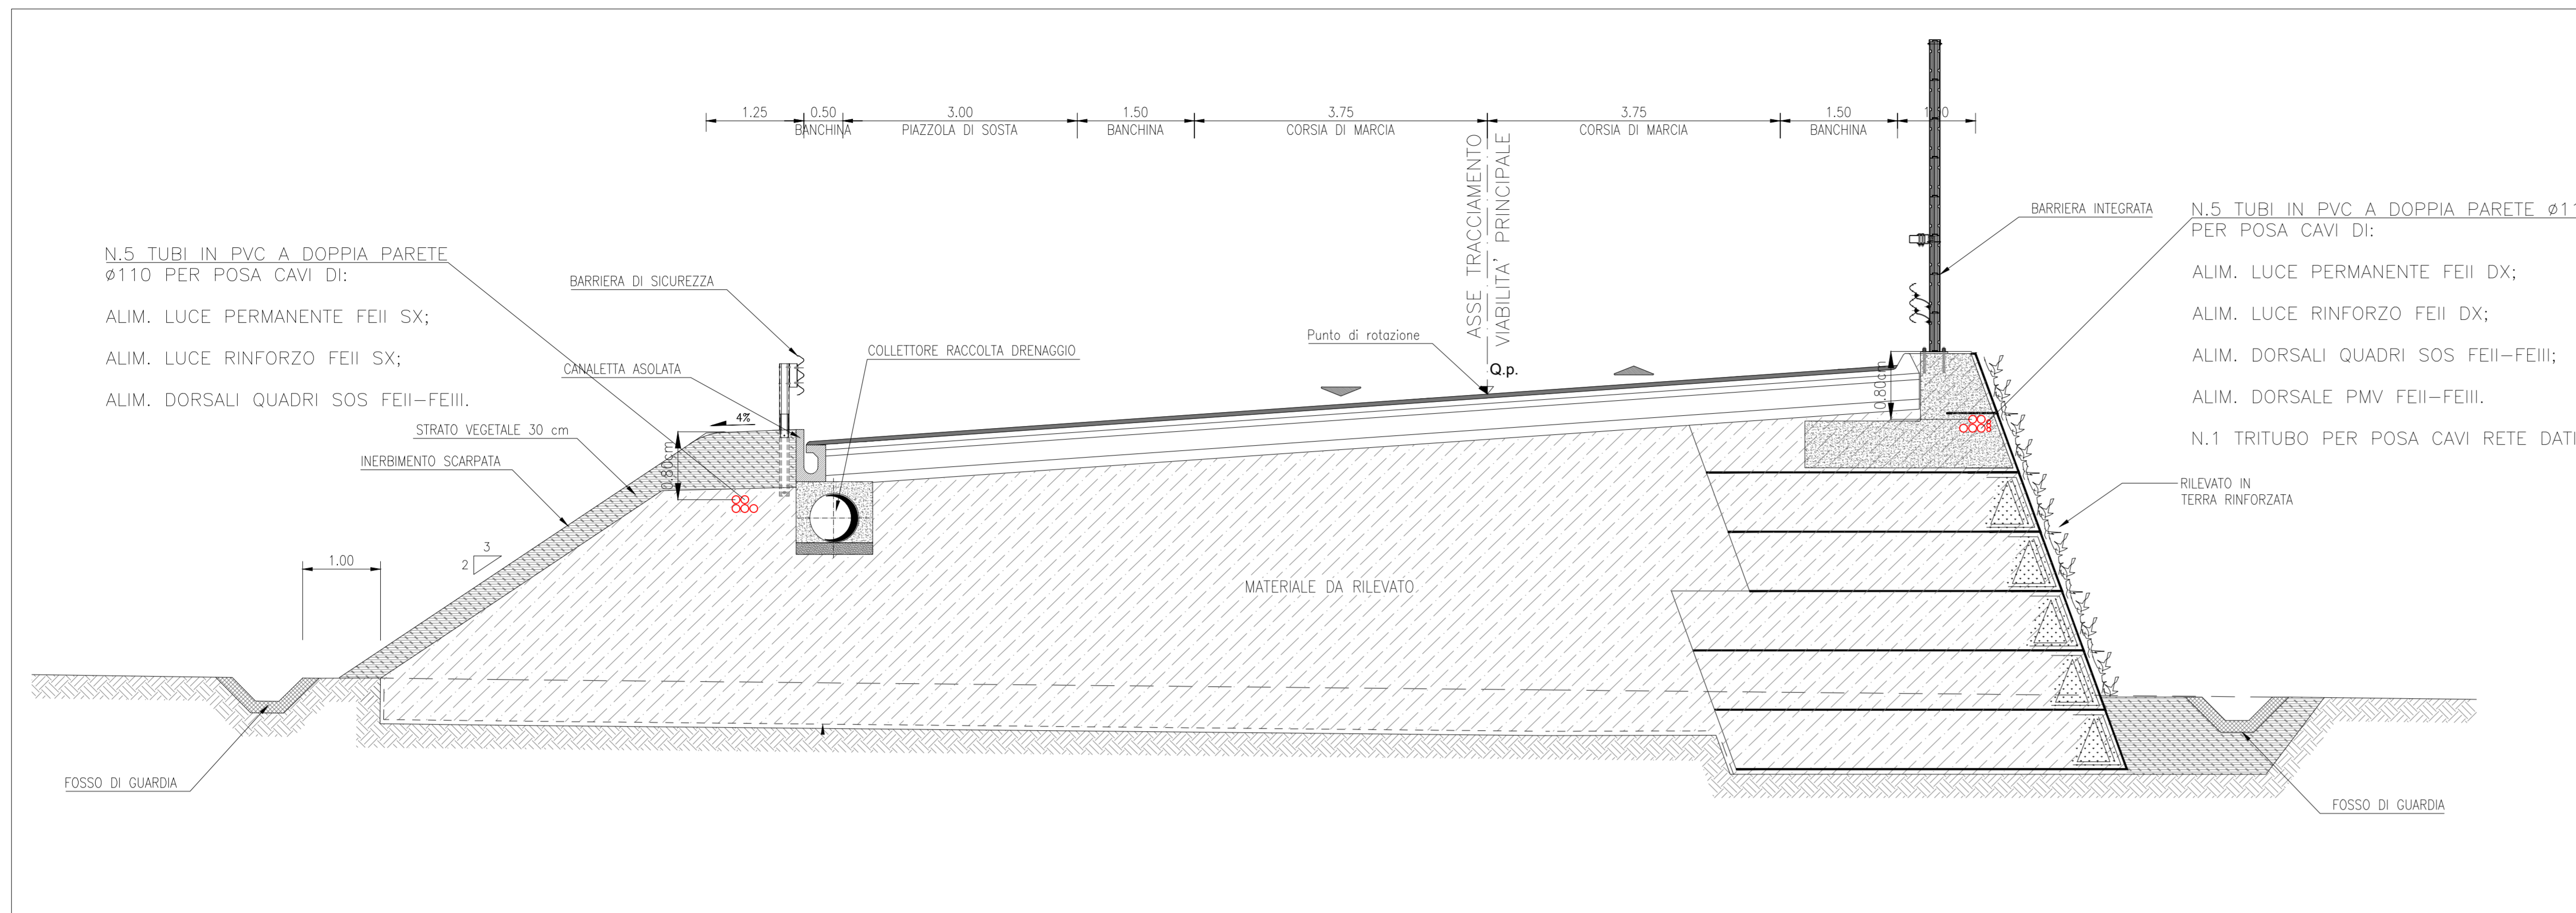 1.25
0.50
3.00
1.50
3.75
3.75
1.50
BANCHINA
PIAZZOLA DI SOSTA
BANCHINA
CORSIA DI MARCIA
CORSIA DI MARCIA
BANCHINA
ASSE TRACCIAMENTO
VIABILITA' PRINCIPALE
N.5 TUBI IN PVC A DOPPIA PARETE
ø110 PER POSA CAVI DI:
ALIM. LUCE PERMANENTE FEII SX;
ALIM. LUCE RINFORZO FEII SX;
ALIM. DORSALI QUADRI SOS FEII–FEIII.
BARRIERA DI SICUREZZA
CANALETTA ASOLATA
COLLETTORE RACCOLTA DRENAGGIO
STRATO VEGETALE 30 cm
INERBIMENTO SCARPATA
4%
0.80cm
3
2
1.00
FOSSO DI GUARDIA
Punto di rotazione
Q.p.
MATERIALE DA RILEVATO
0.80cm
BARRIERA INTEGRATA
N.5 TUBI IN PVC A DOPPIA PARETE
PER POSA CAVI DI:
ALIM. LUCE PERMANENTE FEII DX;
ALIM. LUCE RINFORZO FEII DX;
ALIM. DORSALI QUADRI SOS FEII–FEIII;
ALIM. DORSALE PMV FEII–FEIII.
N.1 TRITUBO PER POSA CAVI RETE DATI
RILEVATO IN
TERRA RINFORZATA
FOSSO DI GUARDIA